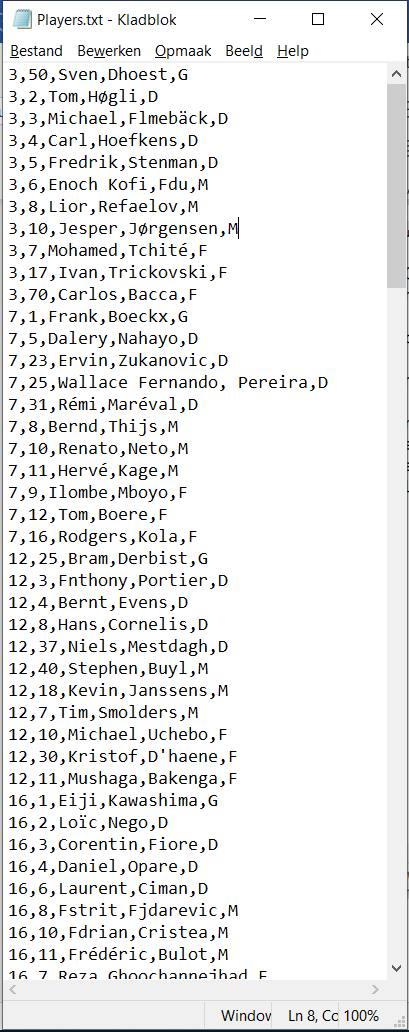 Players.txt - Kladblok
Bestand Bewerken Opmaak Beeld Help
3,50,Sven,Dhoest,G
3,2,Tom,Høgli,D
3,3,Michael,Flmebäck,D
3,4,Carl,Hoefkens,D
3,5,Fredrik,Stenman,D
3,6,Enoch Kofi,Fdu,M
3,8,Lior,Refaelov,M
3,10,Jesper,Jørgensen,M
3,7,Mohamed,Tchité,F
3,17,Ivan,Trickovski,F
3,70,Carlos,Bacca,F
7,1,Frank,Boeckx,G
7,5,Dalery,Nahayo,D
7,23,Ervin,Zukanovic,D
7,25,Wallace Fernando, Pereira,D
7,31,Rémi,Maréval,D
7,8,Bernd,Thijs,M
7,10,Renato,Neto,M
7,11,Hervé,Kage,M
7,9,Ilombe,Mboyo,F
7,12,Tom,Boere,F
7,16,Rodgers,Kola,F
12,25,Bram,Derbist,G
12,3,Fnthony,Portier,D
12,4,Bernt,Evens,D
12,8,Hans,Cornelis,D
12,37,Niels,Mestdagh,D
12,40,Stephen,Buyl,M
12,18,Kevin,Janssens,M
12,7,Tim,Smolders,M
12,10,Michael,Uchebo,F
12,30,Kristof,D'haene,F
12,11,Mushaga,Bakenga,F
16,1,Eiji,Kawashima,G
16,2,Loïc,Nego,D
16,3,Corentin,Fiore,D
16,4,Daniel,Opare,D
16,6,Laurent,Ciman,D
16,8,Fstrit,Fjdarevic,M
16,10,Fdrian,Cristea,M
16,11,Frédéric,Bulot,M
16,7,Reza,Ghoochannejhad,F
Window Ln 8, Co 100%